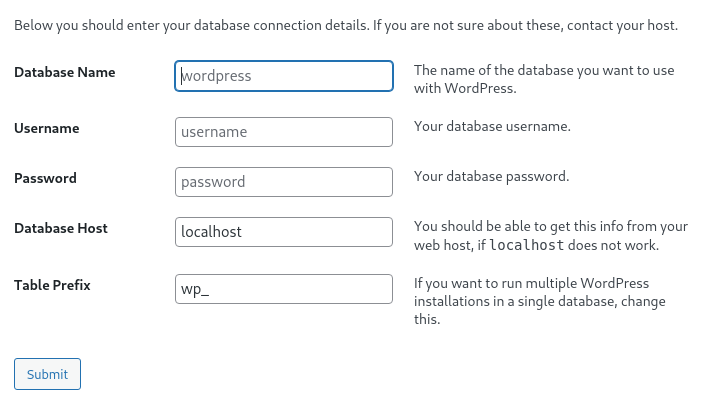 Below you should enter your database connection details. If you are not sure about these, contact your host.
Database Name
wordpress
The name of the database you want to use
with WordPress.
Username
username
Your database username.
Password
password
Your database password.
Database Host
localhost
You should be able to get this info from your
web host, if localhost does not work.
Table Prefix
wp_
If you want to run multiple WordPress
installations in a single database, change
this.
Submit